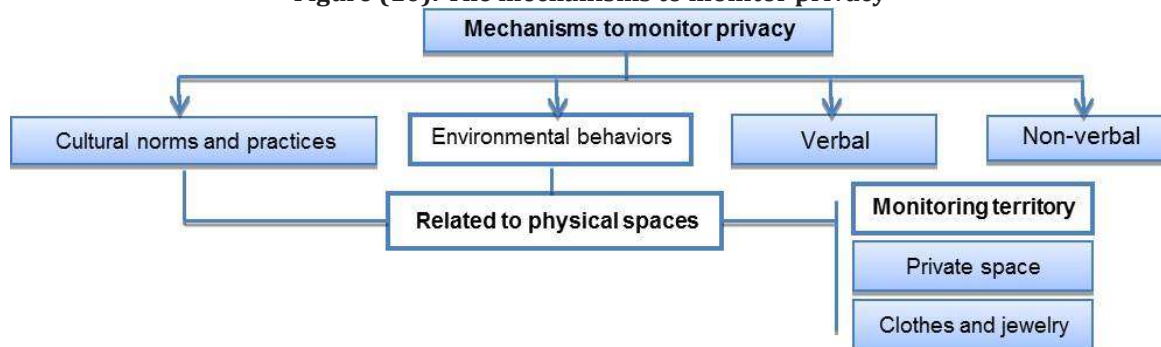 Mechanisms to monitor privacy
Cultural norms and practices
Environmental behaviors
Verbal
Non-verbal
Related to physical spaces
Monitoring territory
Private space
Clothes and jewelry